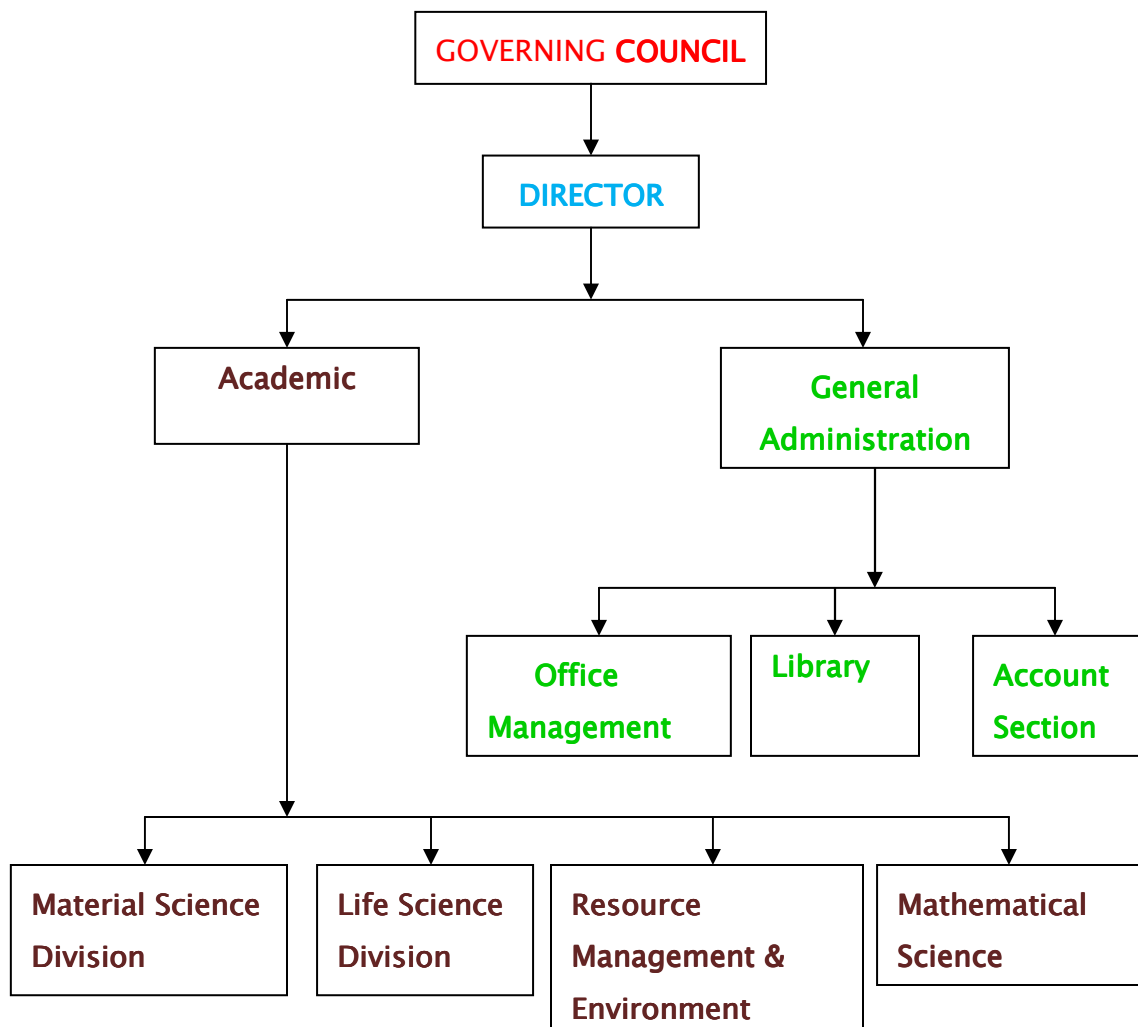 GOVERNING COUNCIL
DIRECTOR
Academic
General
Administration
Office
Management
Library
Account
Section
Material Science
Division
Life Science
Division
Resource
Management &
Environment
Mathematical
Science